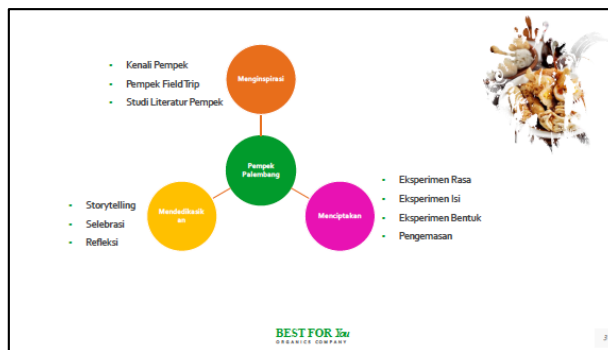 Menginspirasi
Kenali Pempek
Pempek Field Trip
Studi Literatur Pempek
Pempek
Palembang
Menciptakan
Eksperimen Rasa
Eksperimen Isi
Eksperimen Bentuk
Pengemasan
Mendedikasik
an
Storytelling
Selebrasi
Refleksi
BEST FOR You
ORGANICS COMPANY